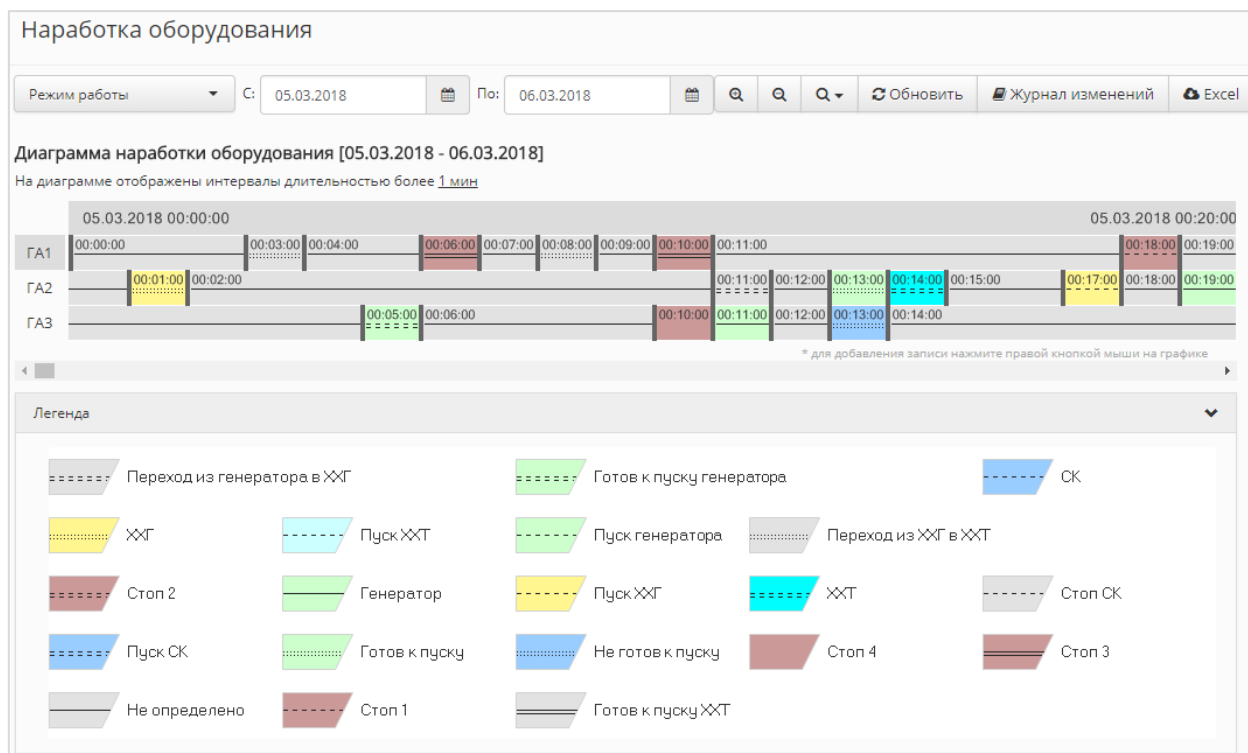 Наработка оборудования
Режим работы С: 05.03.2018 По: 06.03.2018 Обновить Журнал изменений Excel
Диаграмма наработки оборудования [05.03.2018 - 06.03.2018]
На диаграмме отображены интервалы длительностью более 1 мин
05.03.2018 00:00:00 05.03.2018 00:20:00
ГА1 00:00:00 00:03:00 00:04:00 00:06:00 00:07:00 00:08:00 00:09:00 00:10:00 00:11:00 00:18:00 00:19:00
ГА2 00:01:00 00:02:00 00:11:00 00:12:00 00:13:00 00:14:00 00:15:00 00:17:00 00:18:00 00:19:00
ГА3 00:05:00 00:06:00 00:10:00 00:11:00 00:12:00 00:13:00 00:14:00
* для добавления записи нажмите правой кнопкой мыши на графике
Легенда
Переход из генератора в ХХГ Готов к пуску генератора СК
ХХГ Пуск ХХТ Пуск генератора Переход из ХХГ в ХХТ
Стоп 2 Генератор Пуск ХХГ ХХТ Стоп СК
Пуск СК Готов к пуску Не готов к пуску Стоп 4 Стоп 3
Не определено Стоп 1 Готов к пуску ХХТ